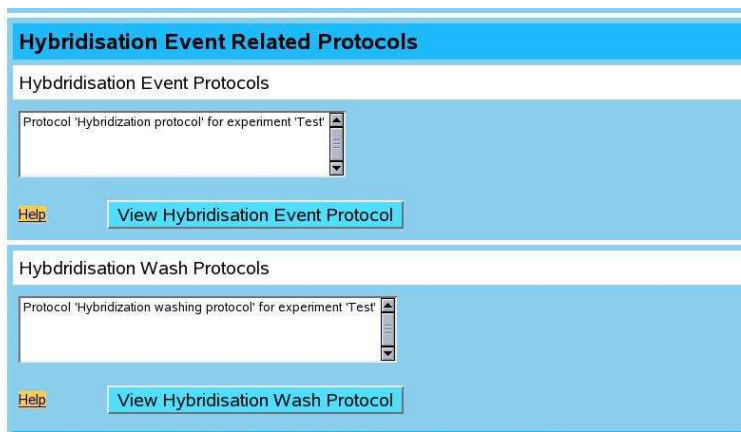 Hybridisation Event Related Protocols
Hybdridisation Event Protocols
Protocol 'Hybridization protocol' for experiment 'Test'
Help
View Hybridisation Event Protocol
Hybdridisation Wash Protocols
Protocol 'Hybridization washing protocol' for experiment 'Test'
Help
View Hybridisation Wash Protocol